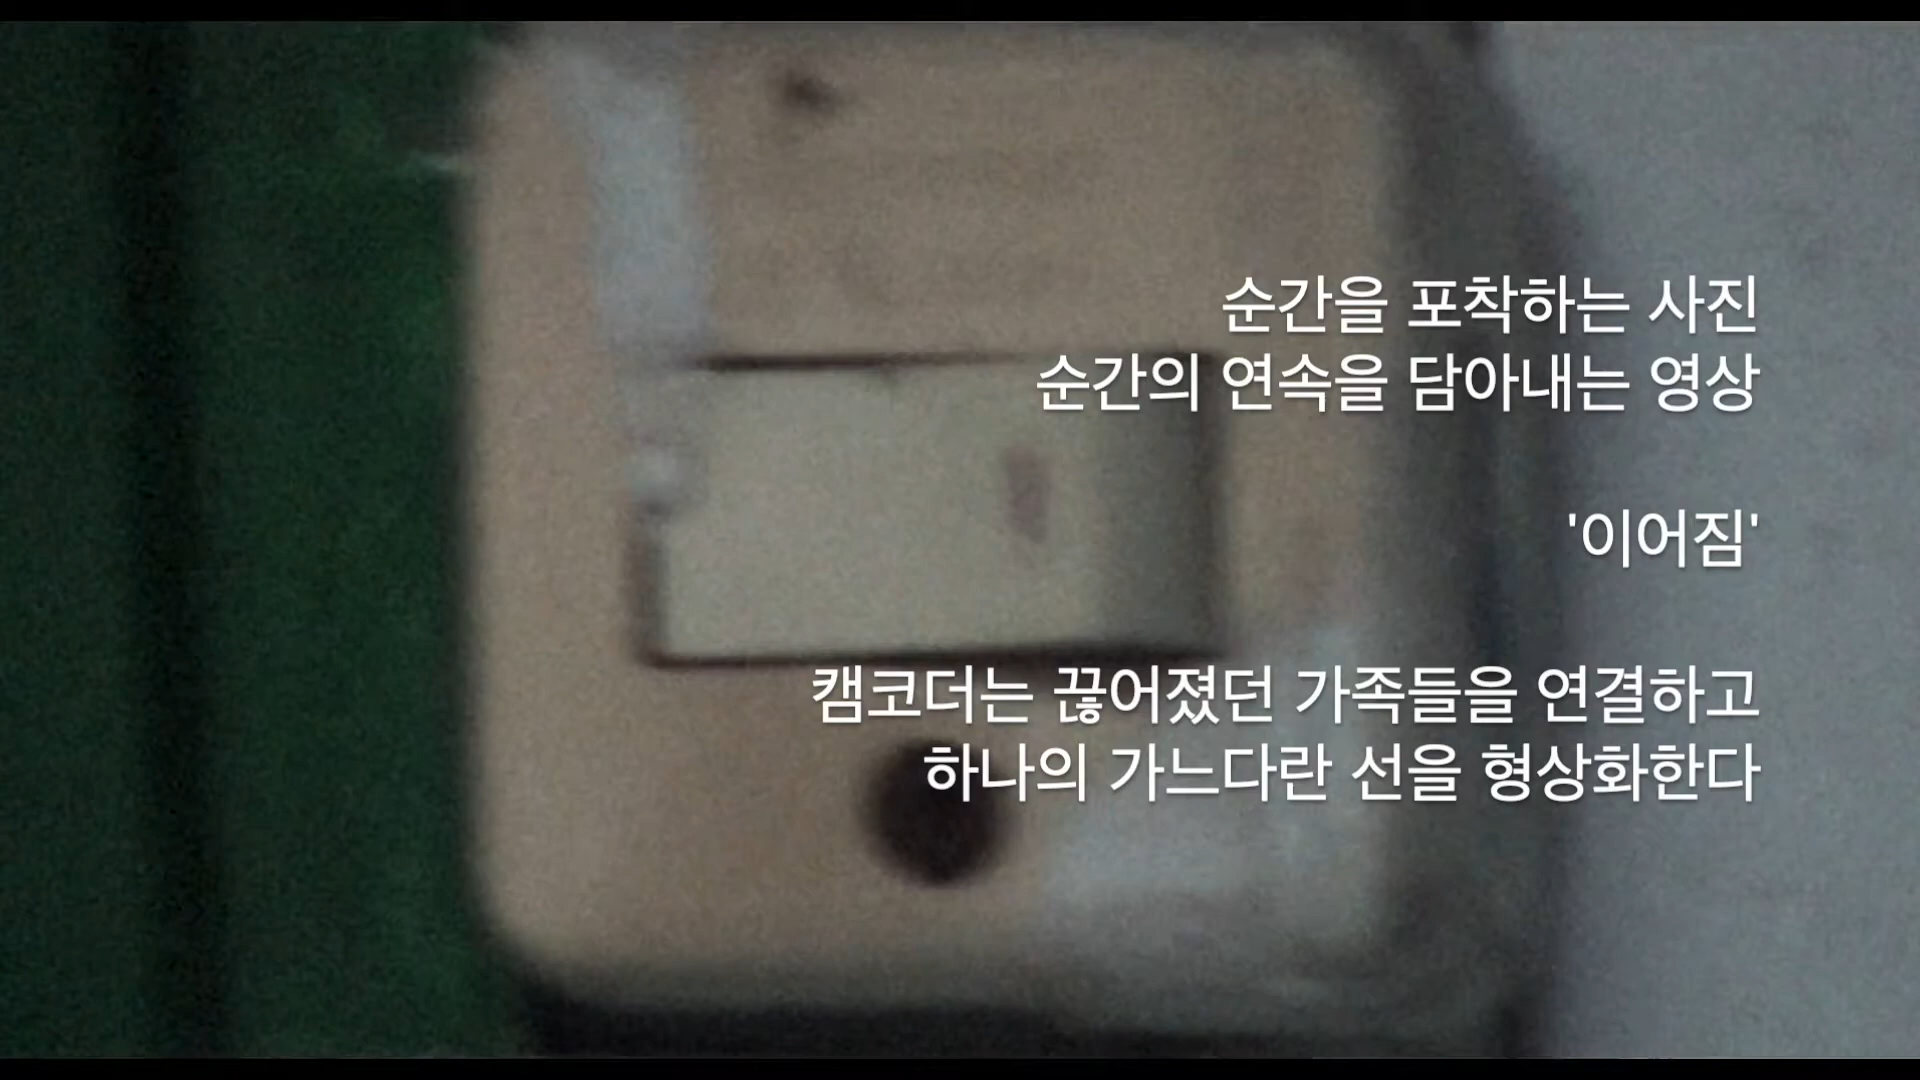 순간을 포착하는 사진
순간의 연속을 담아내는 영상
'이어짐'
캠코더는 끊어졌던 가족들을 연결하고
하나의 가느다란 선을 형상화한다